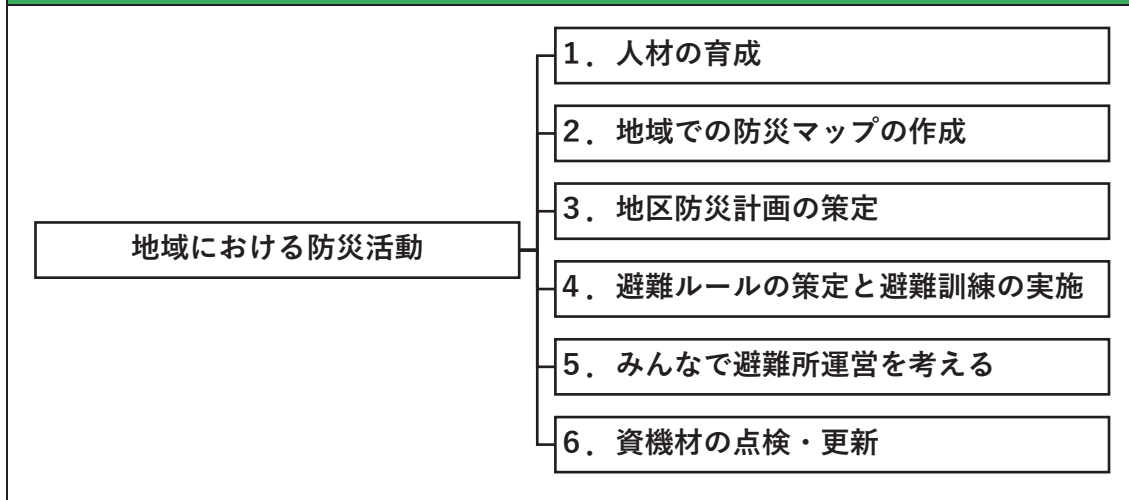 地域における防災活動
1．人材の育成
2．地域での防災マップの作成
3．地区防災計画の策定
4．避難ルールの策定と避難訓練の実施
5．みんなで避難所運営を考える
6．資機材の点検・更新